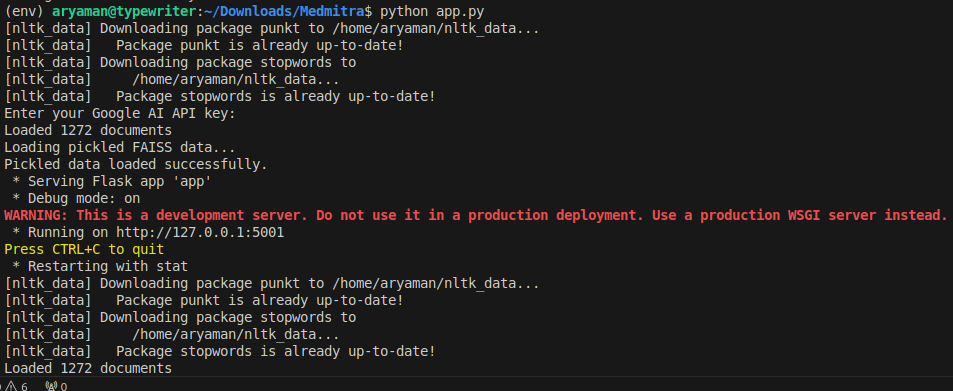 (env) aryaman@typewriter:~/Downloads/Medmitra$ python app.py
[nltk_data] Downloading package punkt to /home/aryaman/nltk_data...
[nltk_data]   Package punkt is already up-to-date!
[nltk_data] Downloading package stopwords to
[nltk_data]     /home/aryaman/nltk_data...
[nltk_data]   Package stopwords is already up-to-date!
Enter your Google AI API key:
Loaded 1272 documents
Loading pickled FAISS data...
Pickled data loaded successfully.
 * Serving Flask app 'app'
 * Debug mode: on
WARNING: This is a development server. Do not use it in a production deployment. Use a production WSGI server instead.
 * Running on http://127.0.0.1:5001
Press CTRL+C to quit
 * Restarting with stat
[nltk_data] Downloading package punkt to /home/aryaman/nltk_data...
[nltk_data]   Package punkt is already up-to-date!
[nltk_data] Downloading package stopwords to
[nltk_data]     /home/aryaman/nltk_data...
[nltk_data]   Package stopwords is already up-to-date!
Loaded 1272 documents
6 0